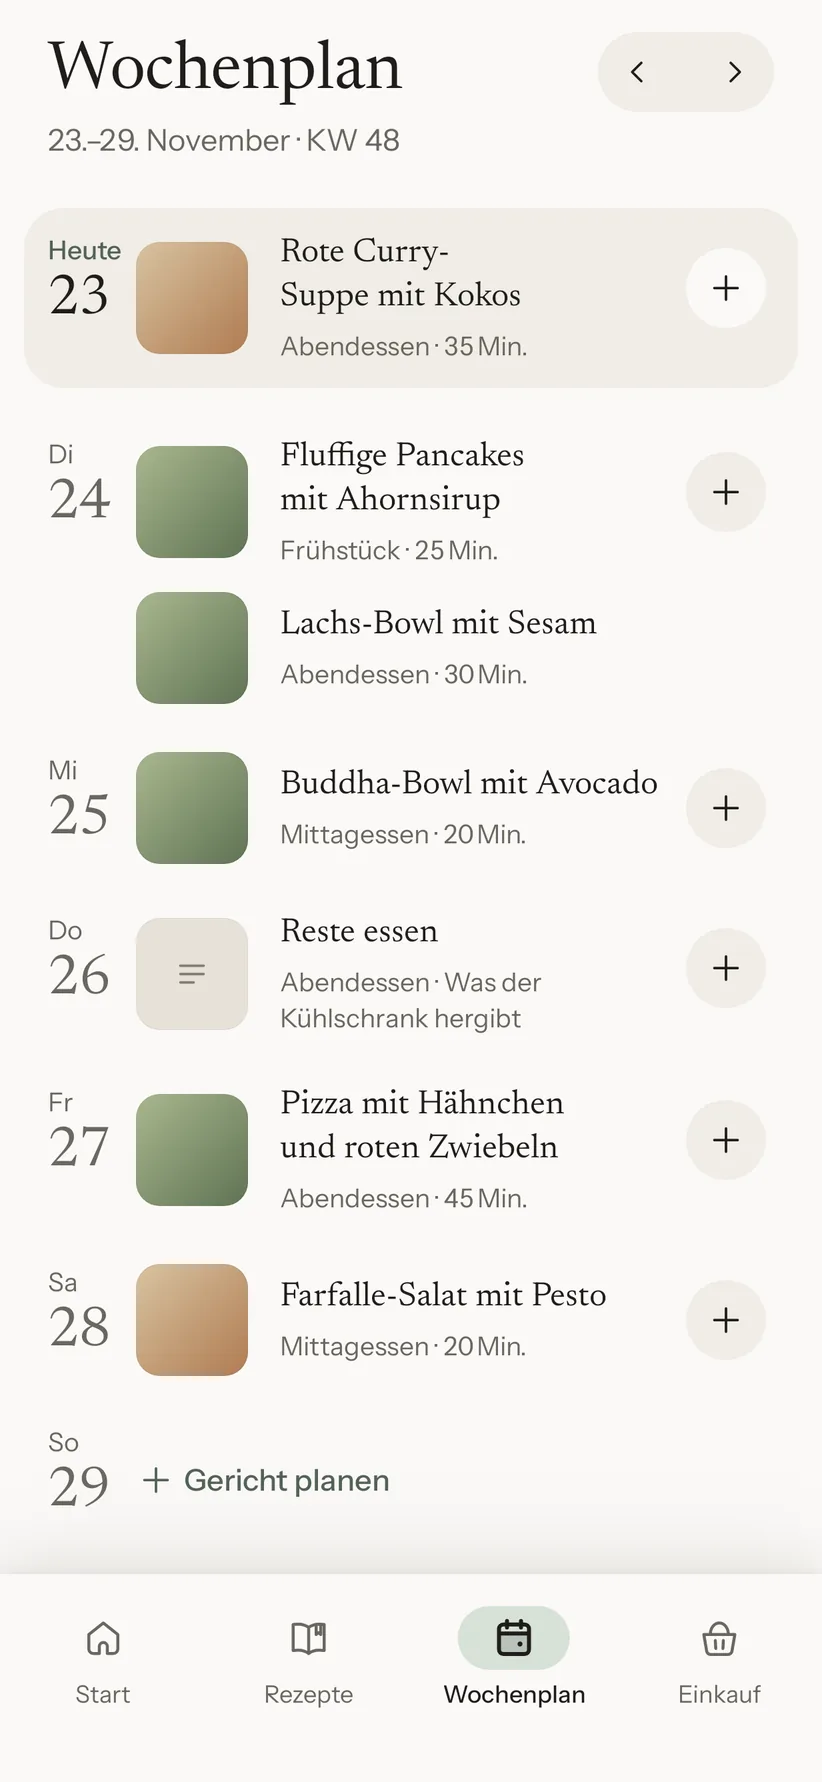 Wochenplan
23.–29. November · KW 48
Heute
23
Rote Curry-
Suppe mit Kokos
Abendessen · 35 Min.
Di
24
Fluffige Pancakes
mit Ahornsirup
Frühstück · 25 Min.
Lachs-Bowl mit Sesam
Abendessen · 30 Min.
Mi
25
Buddha-Bowl mit Avocado
Mittagessen · 20 Min.
Do
26
Reste essen
Abendessen · Was der
Kühlschrank hergibt
Fr
27
Pizza mit Hähnchen
und roten Zwiebeln
Abendessen · 45 Min.
Sa
28
Farfalle-Salat mit Pesto
Mittagessen · 20 Min.
So
29
Gericht planen
Start
Rezepte
Wochenplan
Einkauf